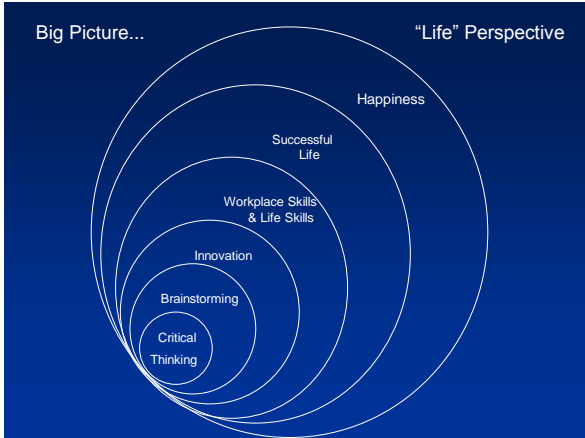 Big Picture...
“Life” Perspective
Happiness
Successful
Life
Workplace Skills
& Life Skills
Innovation
Brainstorming
Critical
Thinking